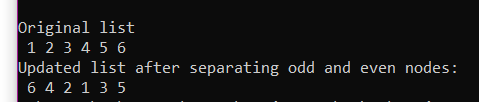 Original list
1 2 3 4 5 6
Updated list after separating odd and even nodes:
6 4 2 1 3 5